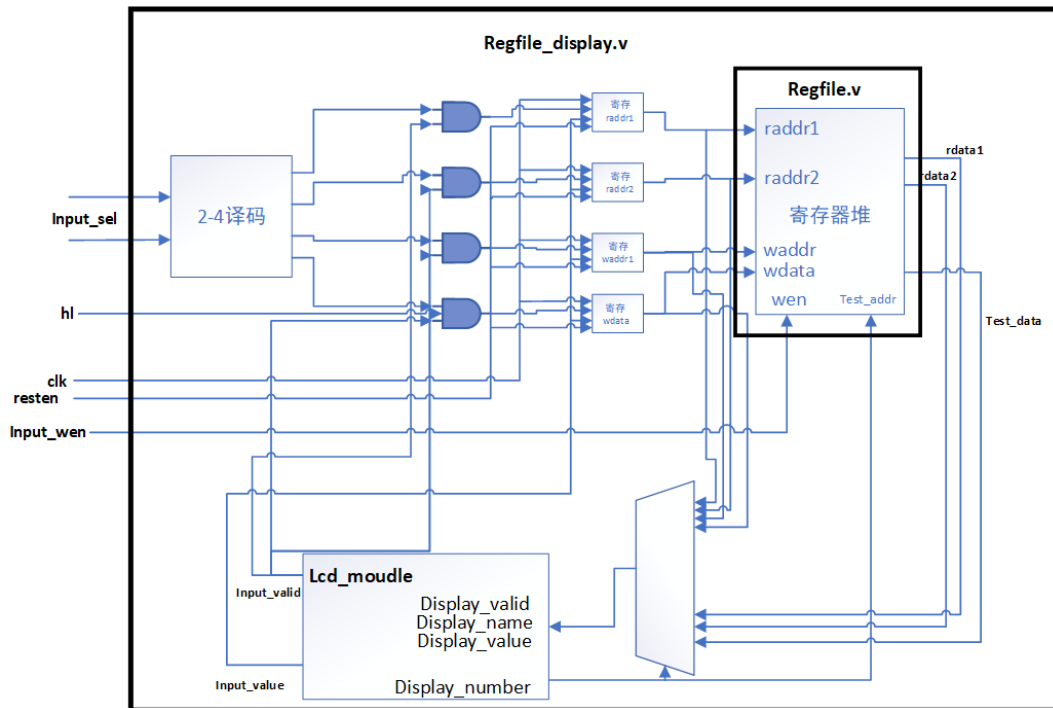 Regfile_display.v
Regfile.v
寄存
raddr1
raddr1
rdata1
寄存
raddr2
raddr2
rdata2
2-4译码
Input_sel
寄存器堆
寄存
waddr1
waddr
wdata
hl
寄存
wdata
wen
Test_addr
Test_data
clk
resten
Input_wen
Lcd_moudle
Input_valid
Display_valid
Display_name
Display_value
Input_value
Display_number